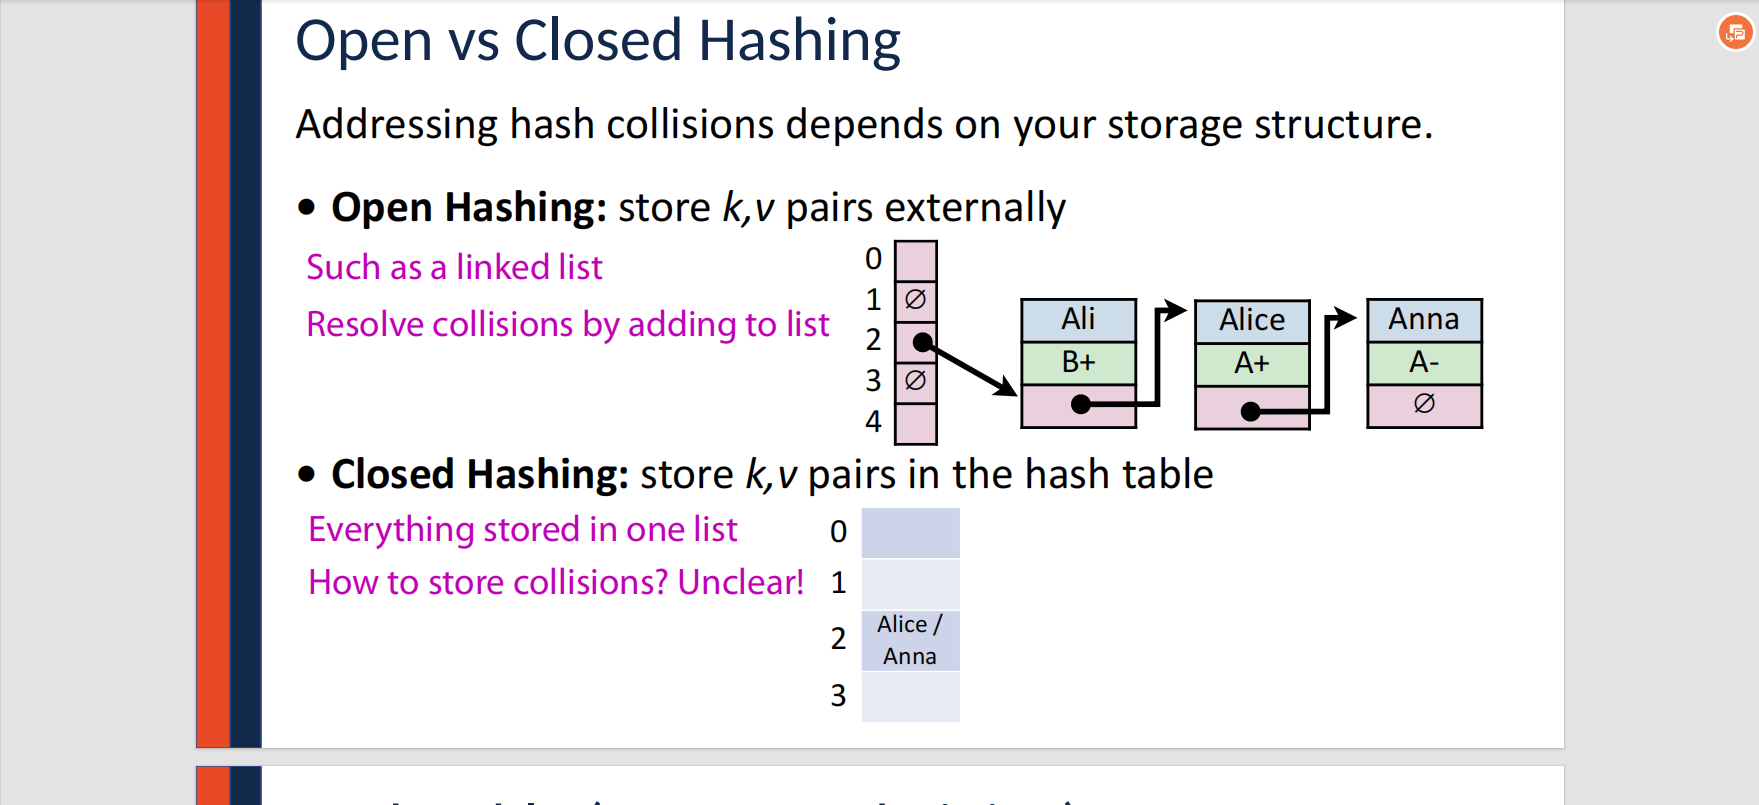 Open vs Closed Hashing
Addressing hash collisions depends on your storage structure.
• Open Hashing: store k,v pairs externally
Such as a linked list
Resolve collisions by adding to list
0
1 ∅
2
3 ∅
4
Ali
B+
Alice
A+
Anna
A-
∅
• Closed Hashing: store k,v pairs in the hash table
Everything stored in one list
How to store collisions? Unclear!
0
1
2 Alice /
Anna
3